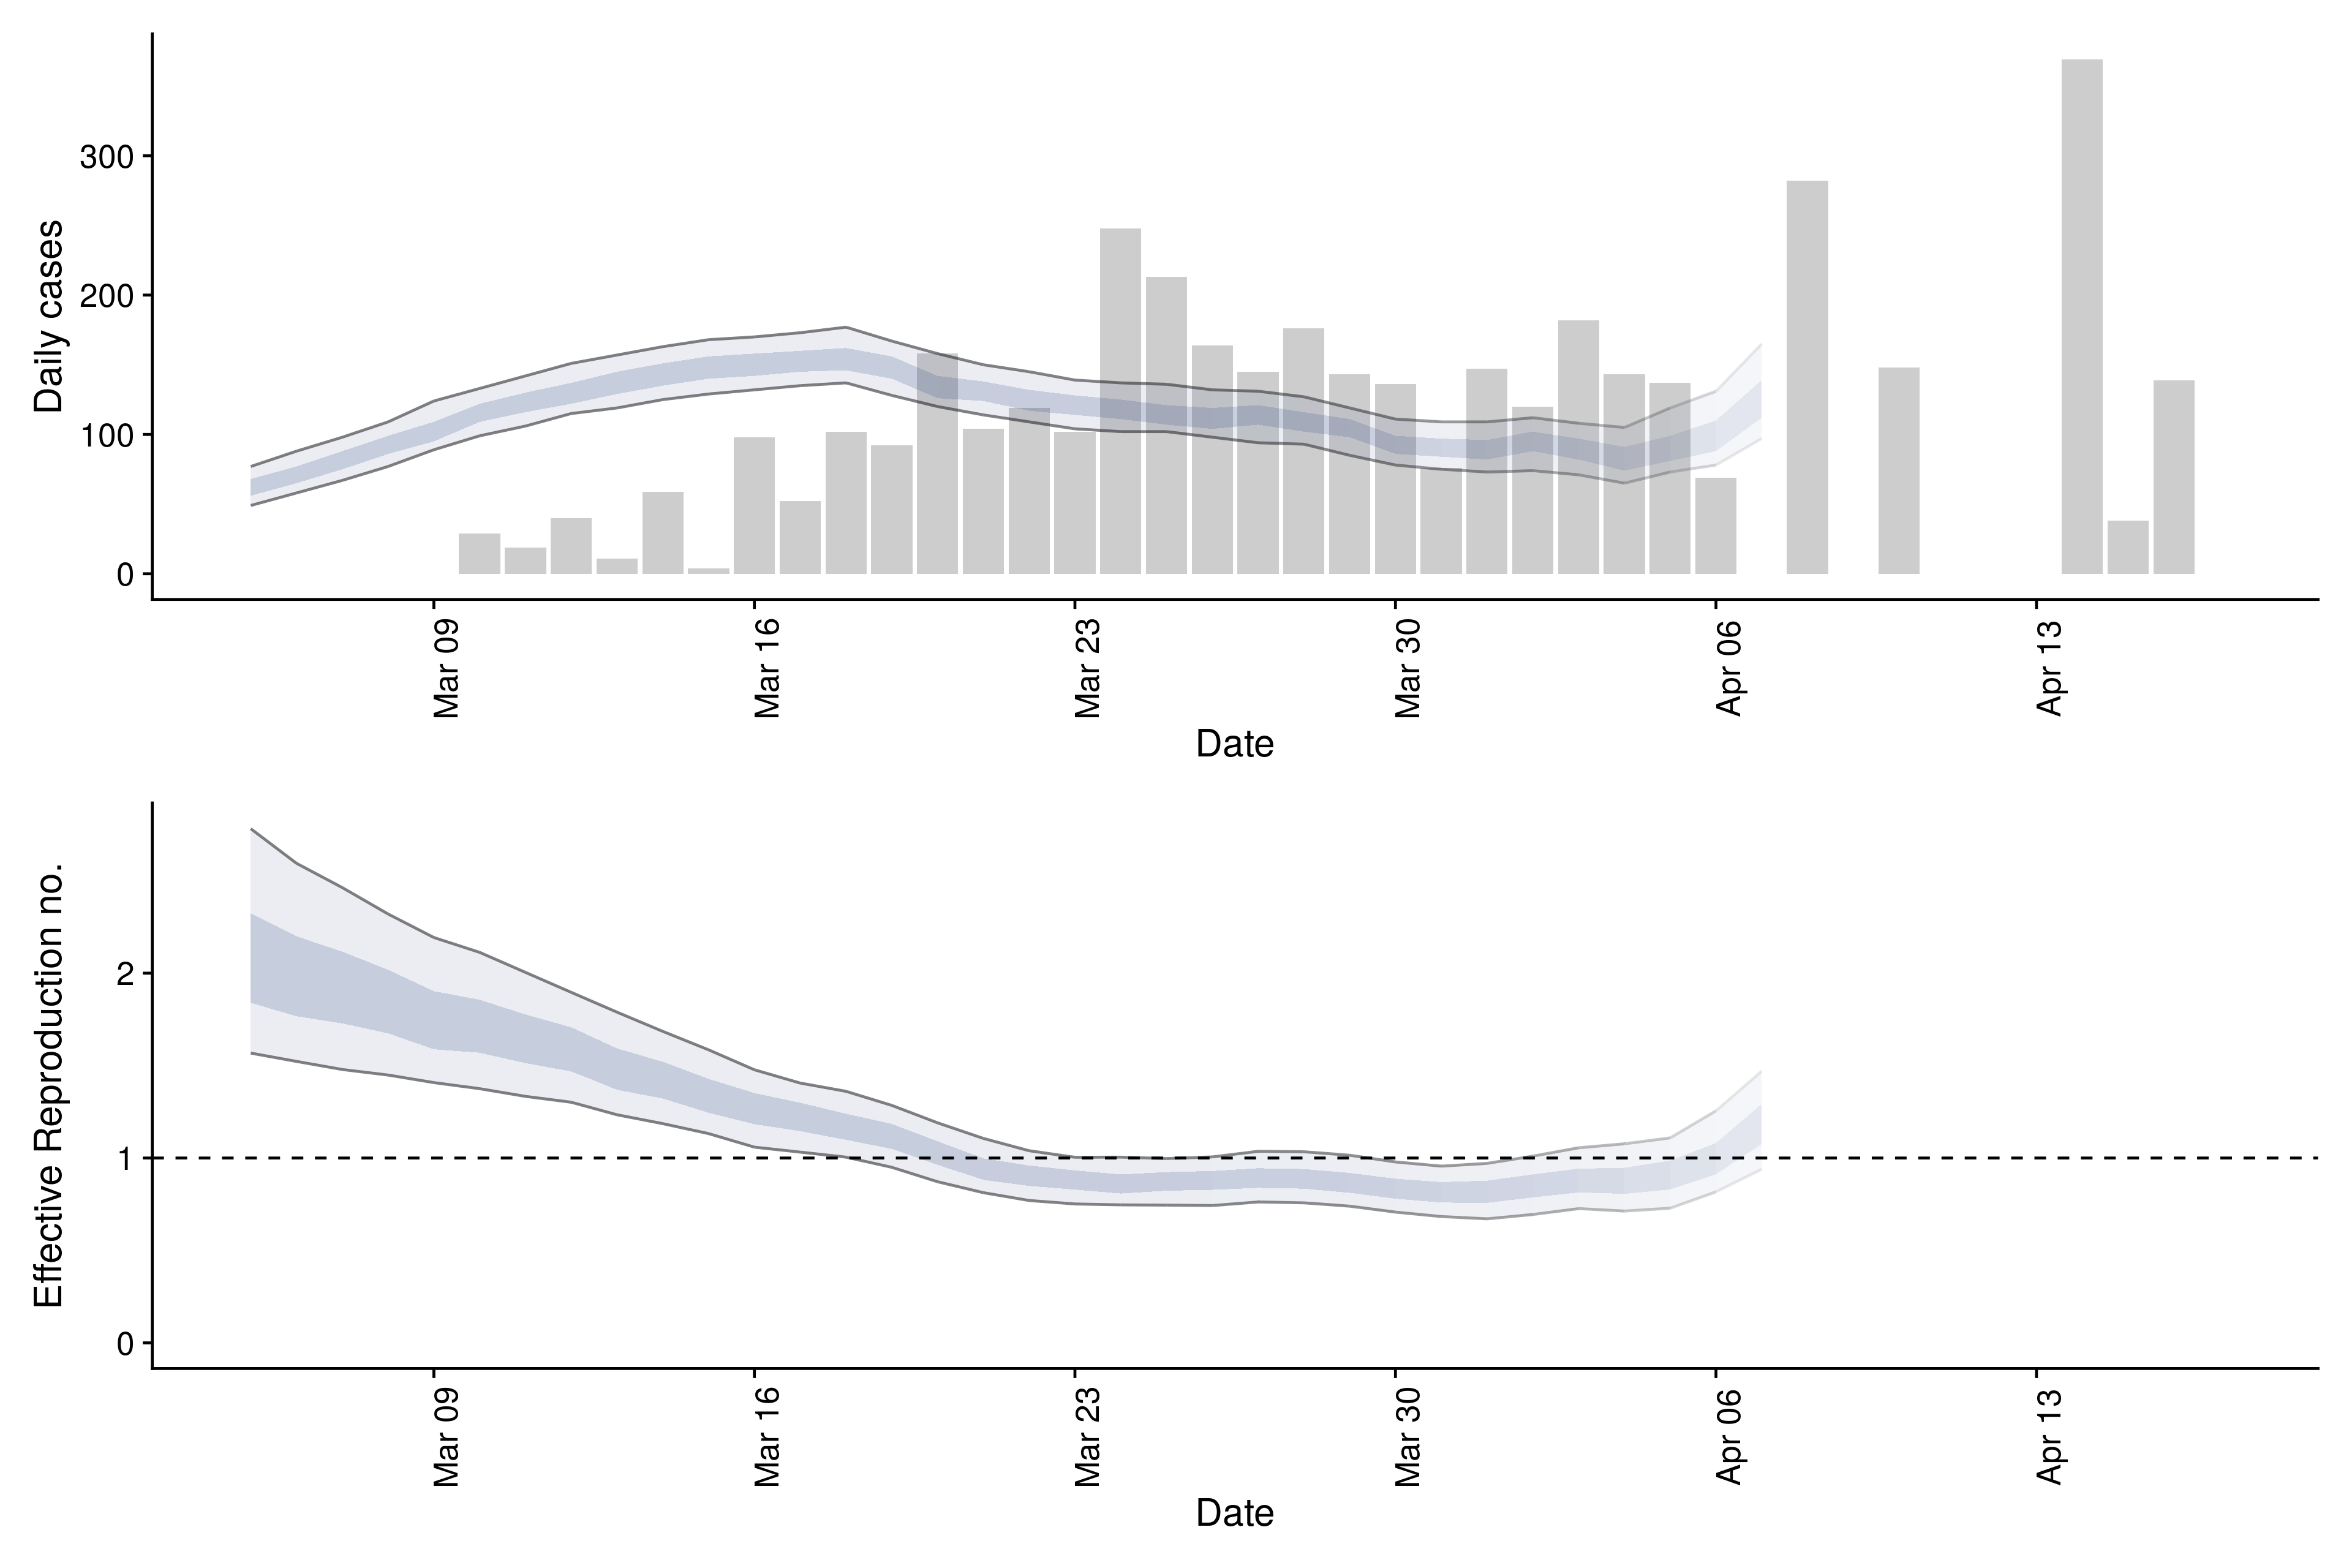 Daily cases
300
200
100
0
Mar 09
Mar 16
Mar 23
Mar 30
Apr 06
Apr 13
Date
Effective Reproduction no.
2
1
0
Mar 09
Mar 16
Mar 23
Mar 30
Apr 06
Apr 13
Date